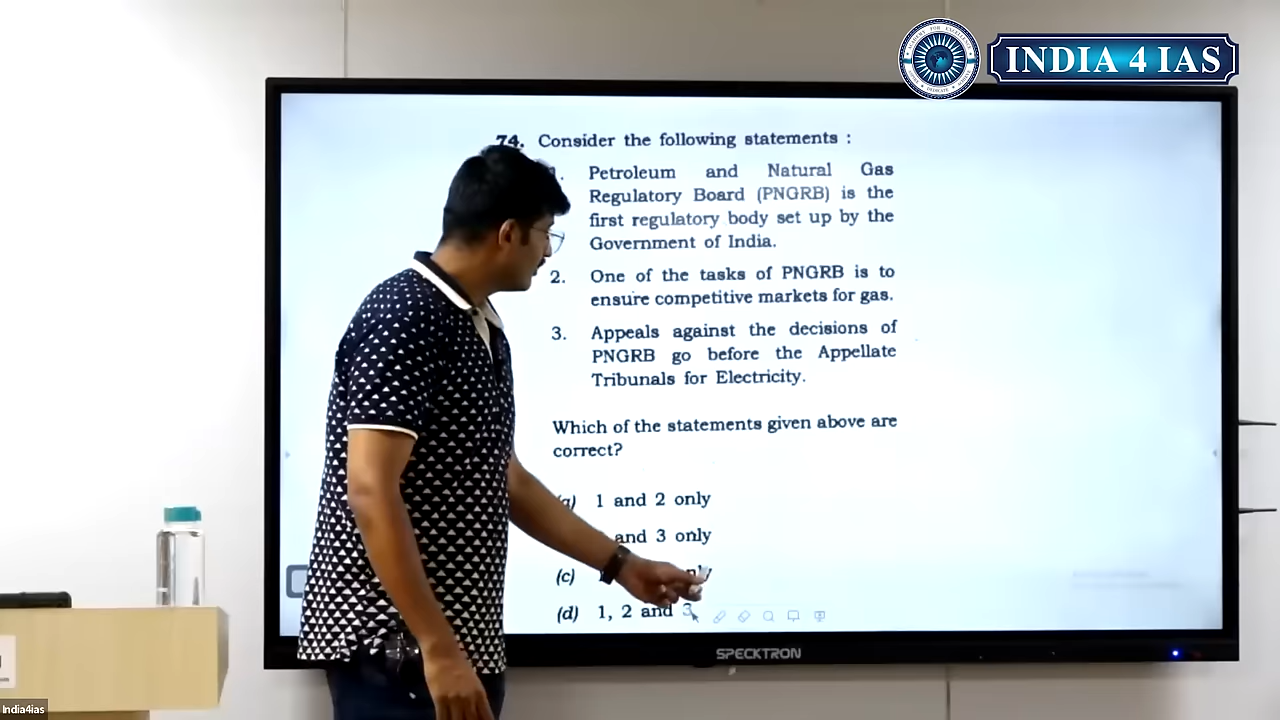 INDIA 4 IAS
74. Consider the following statements :
Petroleum and Natural Gas
Regulatory Board (PNGRB) is the
first regulatory body set up by the
Government of India.
2. One of the tasks of PNGRB is to
ensure competitive markets for gas.
3. Appeals against the decisions of
PNGRB go before the Appellate
Tribunals for Electricity.
Which of the statements given above are
correct?
1 and 2 only
and 3 only
(c)
(d) 1, 2 and 3
SPECKTRON
India4ias